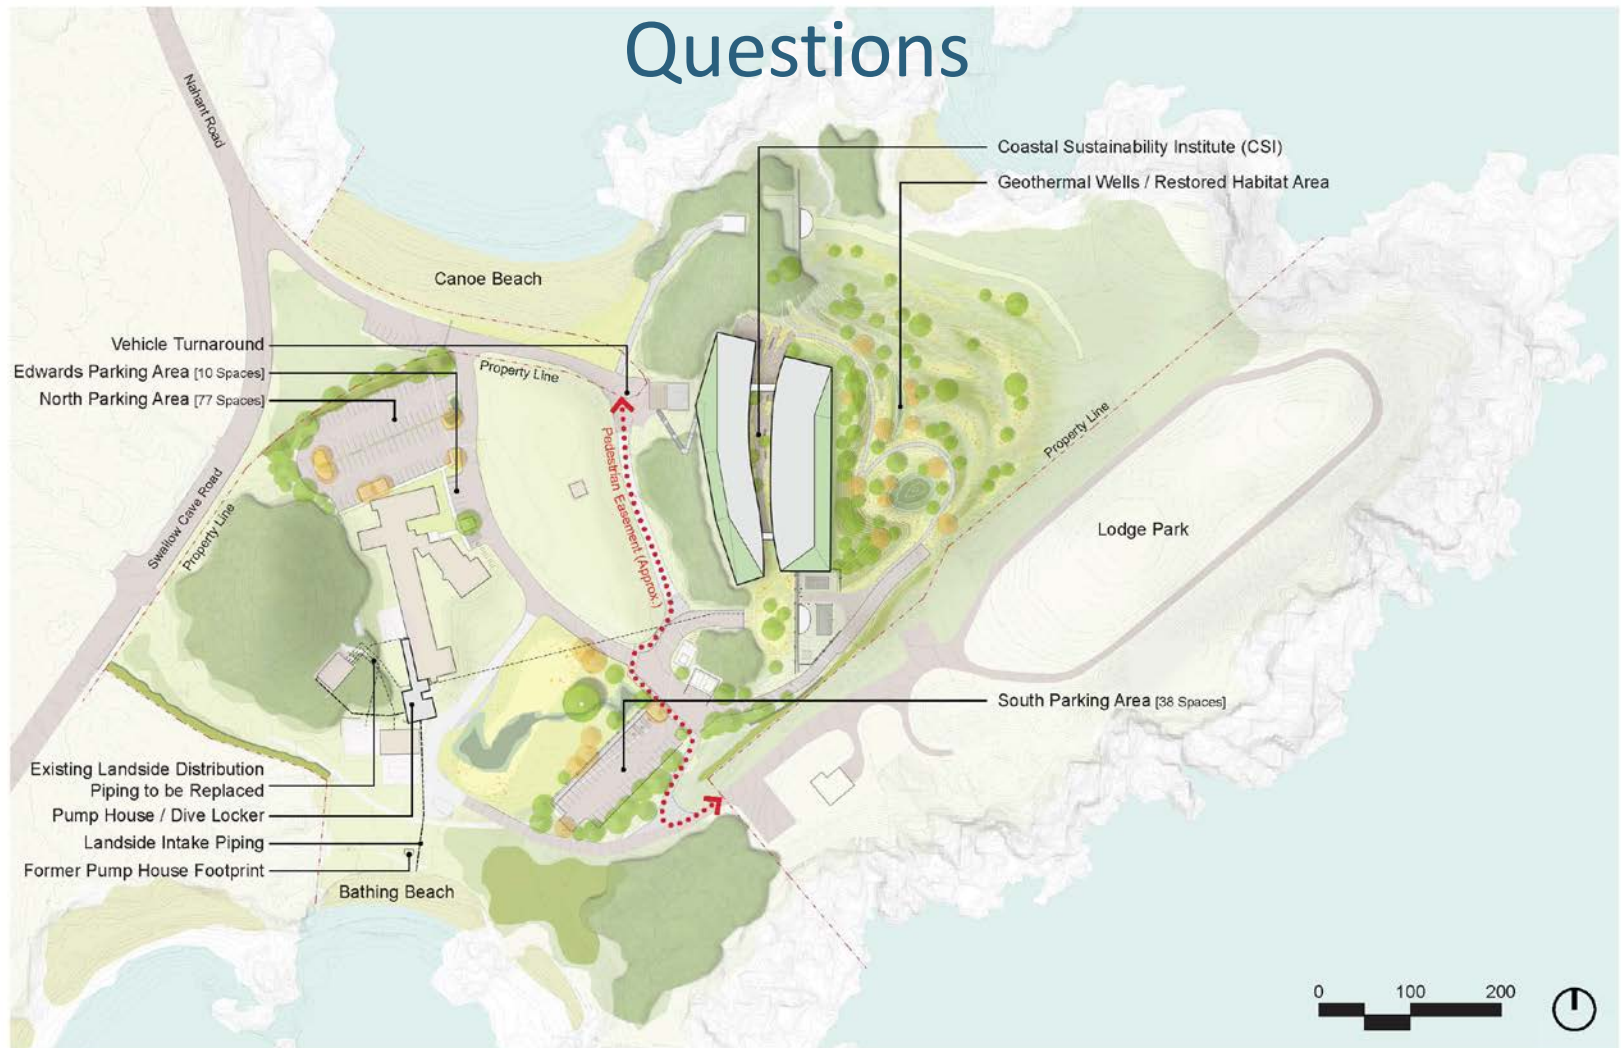 Questions
Nahant Road
Coastal Sustainability Institute (CSI)
Geothermal Wells / Restored Habitat Area
Canoe Beach
Vehicle Turnaround
Edwards Parking Area [10 Spaces]
North Parking Area [77 Spaces]
Property Line
Pedestrian Easement (Approx.)
Property Line
Swallow Cave Road
Property Line
Lodge Park
South Parking Area [38 Spaces]
Existing Landside Distribution
Piping to be Replaced
Pump House / Dive Locker
Landside Intake Piping
Former Pump House Footprint
Bathing Beach
0 100 200